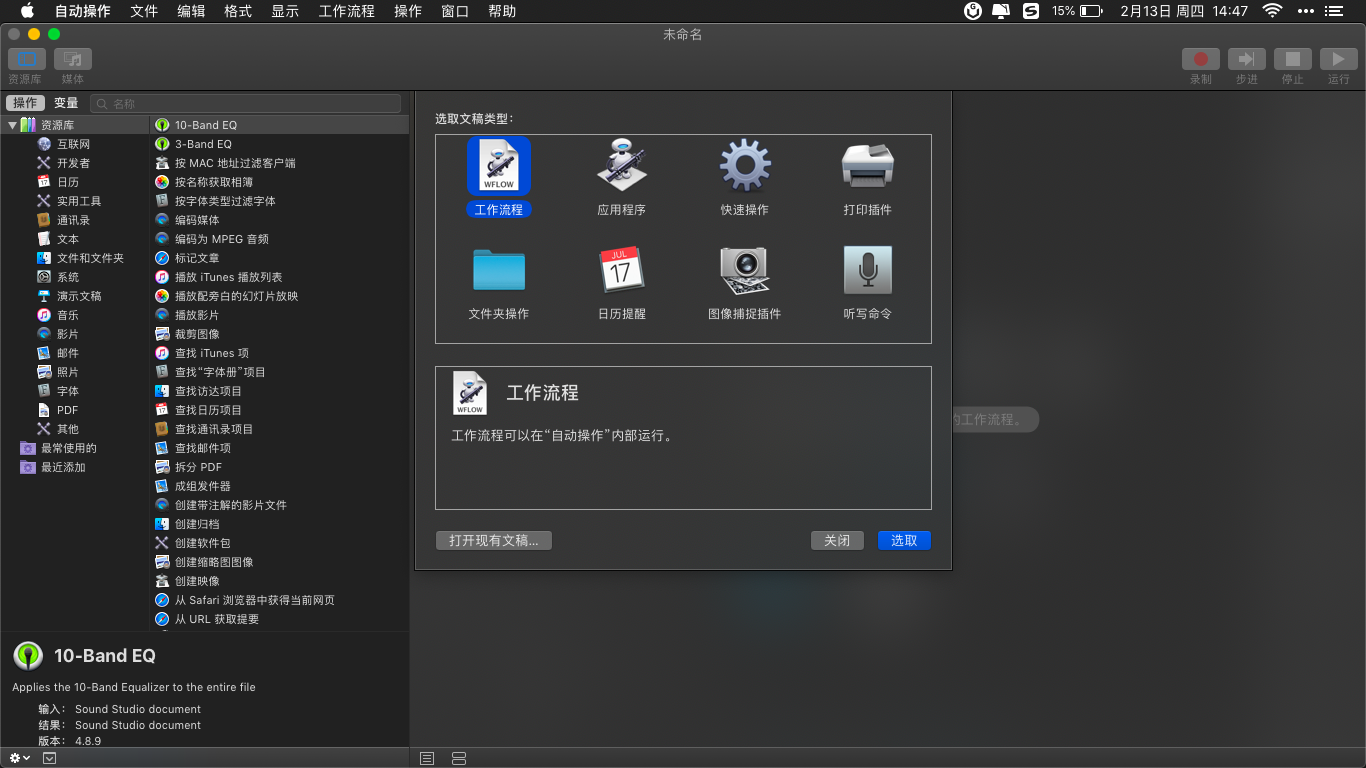 自动操作 文件 编辑 格式 显示 工作流程 操作 窗口 帮助 15% 2月13日 周四 14:47
未命名
资源库 媒体 录制 步进 停止 运行
操作 变量 名称
资源库
互联网
开发者
日历
实用工具
通讯录
文本
文件和文件夹
系统
演示文稿
音乐
影片
邮件
照片
字体
PDF
其他
最常使用的
最近添加
10-Band EQ
3-Band EQ
按 MAC 地址过滤客户端
按名称获取相簿
按字体类型过滤字体
编码媒体
编码为 MPEG 音频
标记文章
播放 iTunes 播放列表
播放配旁白的幻灯片放映
播放影片
裁剪图像
查找 iTunes 项
查找“字体册”项目
查找访达项目
查找日历项目
查找通讯录项目
查找邮件项
拆分 PDF
成组发件器
创建带注解的影片文件
创建归档
创建软件包
创建缩略图图像
创建映像
从 Safari 浏览器中获得当前网页
从 URL 获取提要
10-Band EQ
Applies the 10-Band Equalizer to the entire file
输入： Sound Studio document
结果： Sound Studio document
版本： 4.8.9
选取文稿类型：
WFLOW
工作流程 应用程序 快速操作 打印插件
JUL
17
文件夹操作 日历提醒 图像捕捉插件 听写命令
WFLOW
工作流程
工作流程可以在“自动操作”内部运行。
打开现有文稿... 关闭 选取
的工作流程。